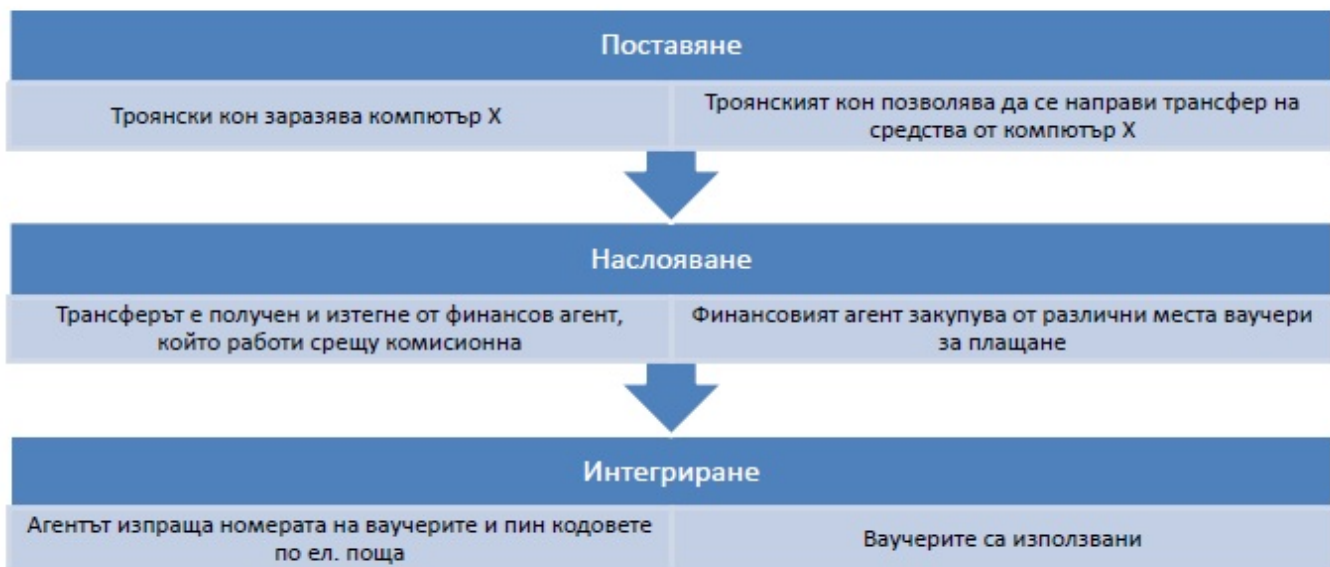 Поставяне
Троянски кон заразява компютър X
Троянският кон позволява да се направи трансфер на
средства от компютър X
Наслояване
Трансферът е получен и изтегне от финансов агент,
който работи срещу комисионна
Финансовият агент закупува от различни места ваучери
за плащане
Интегриране
Агентът изпраща номерата на ваучерите и пин кодовете
по ел. поща
Ваучерите са използвани